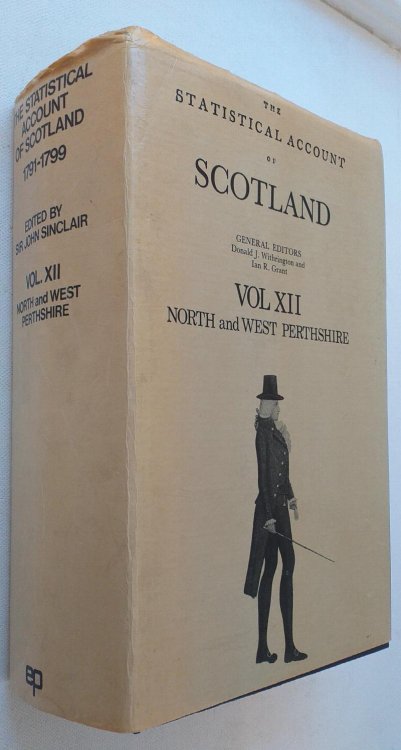 THE STATISTICAL
ACCOUNT
OF SCOTLAND
1791-1799
EDITED BY
SIR JOHN SINCLAIR
VOL. XII
NORTH and WEST
PERTHSHIRE
ep
THE
STATISTICAL ACCOUNT
OF
SCOTLAND
GENERAL EDITORS
Donald J. Withrington and
Ian R. Grant
VOL XII
NORTH and WEST PERTHSHIRE